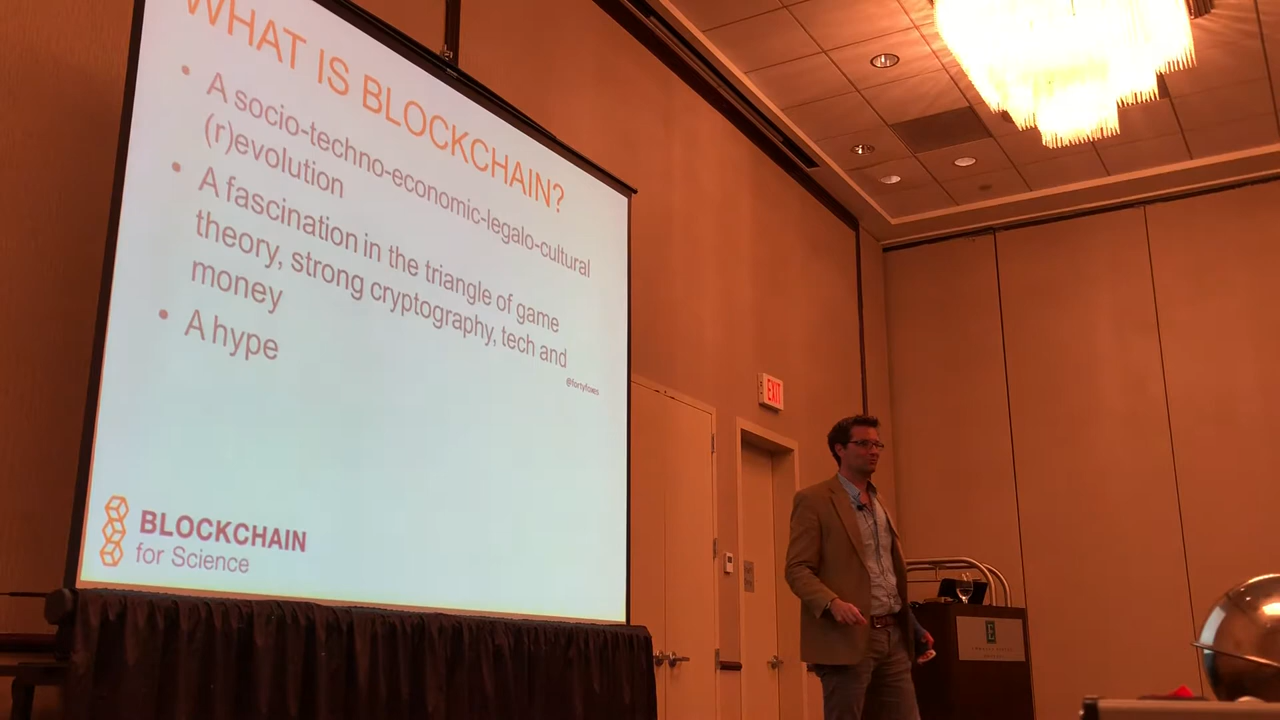 WHAT IS BLOCKCHAIN?
• A socio-techno-economic-legalo-cultural
(r)evolution
• A fascination in the triangle of game
theory, strong cryptography, tech and
money
• A hype
@fortyfoxes
BLOCKCHAIN
for Science
EXIT
E